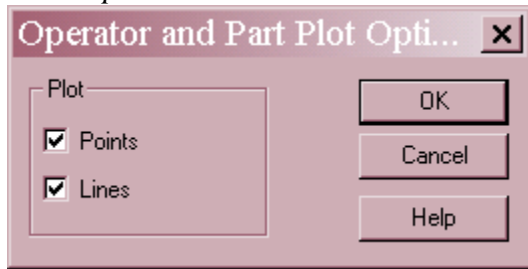 Operator and Part Plot Opti...
Plot
Points
Lines
OK
Cancel
Help